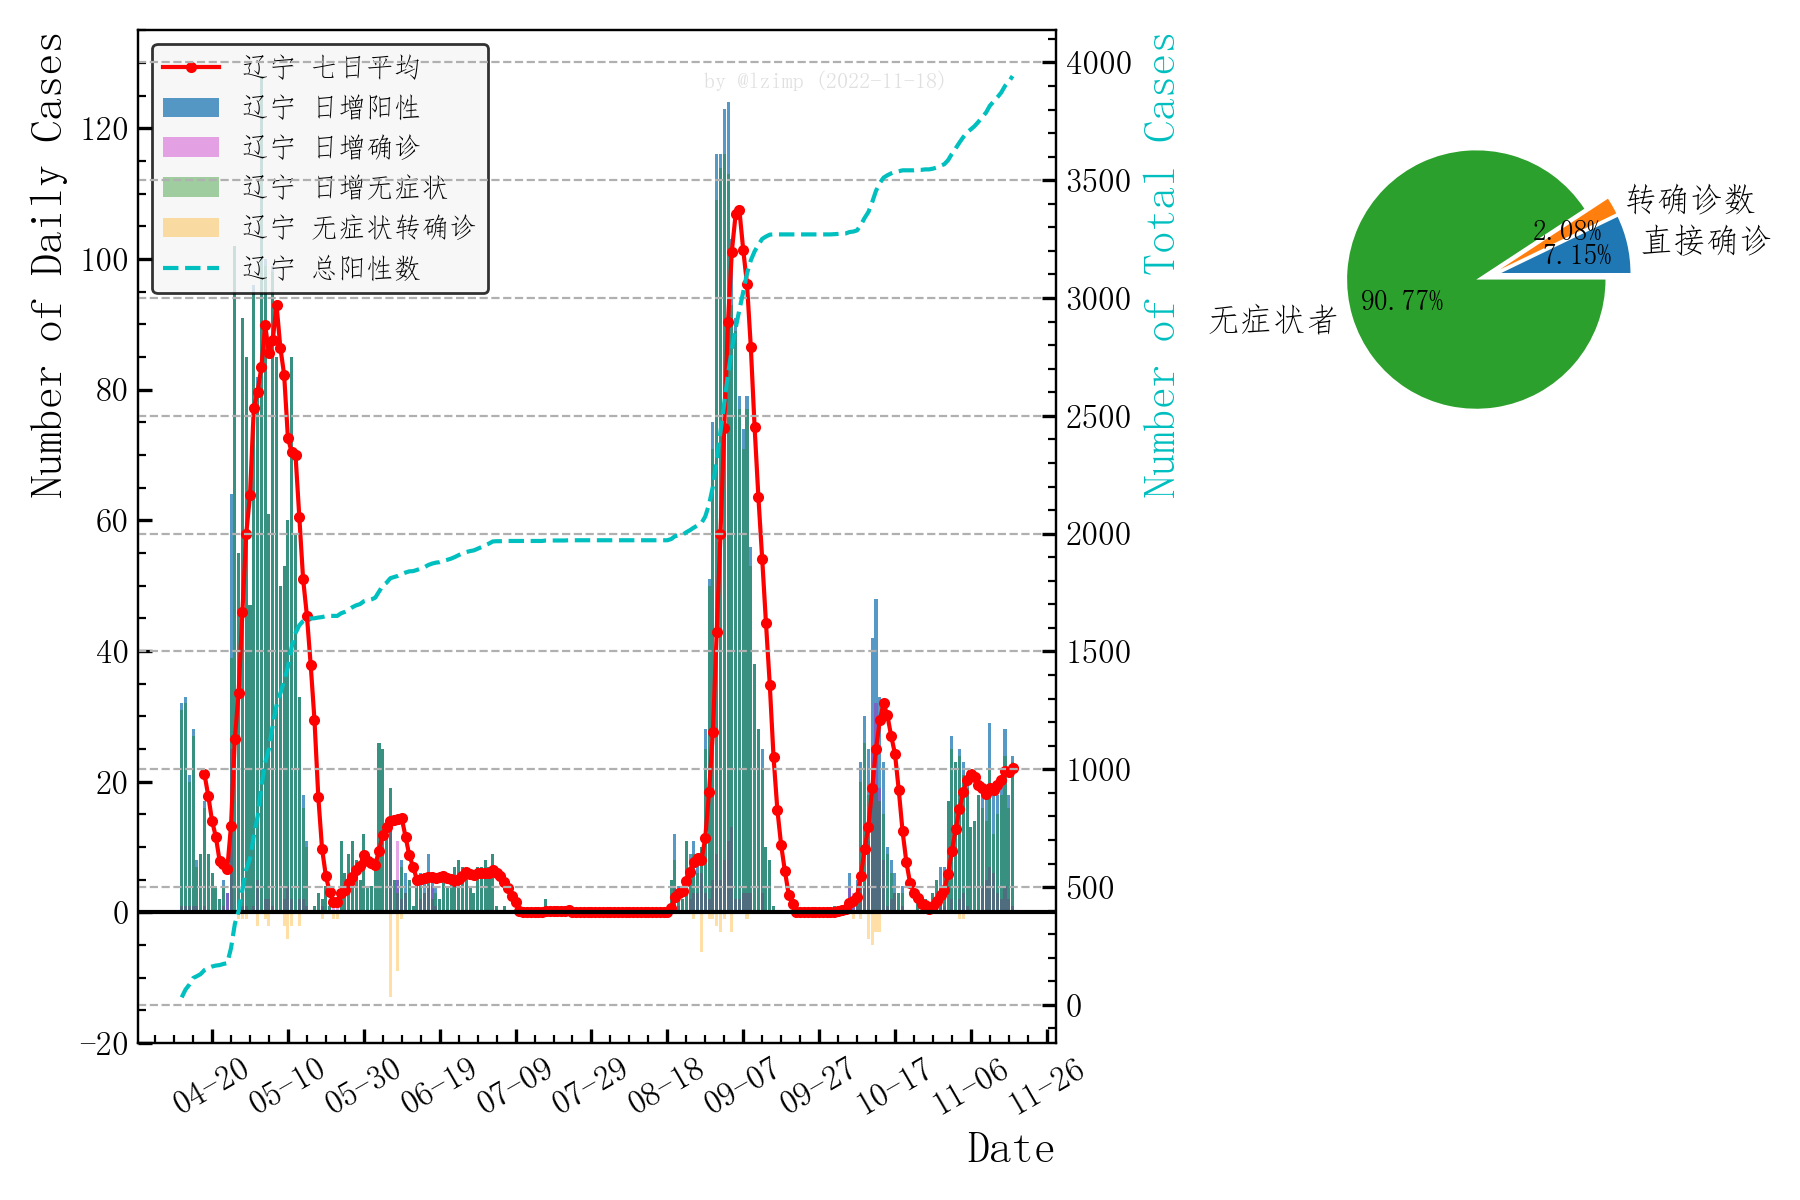 辽宁 七日平均
辽宁 日增阳性
辽宁 日增确诊
辽宁 日增无症状
辽宁 无症状转确诊
辽宁 总阳性数
by @lzimp (2022-11-18)
Number of Daily Cases
120
100
80
60
40
20
0
-20
4000
3500
3000
2500
2000
1500
1000
500
0
Number of Total Cases
04-20
05-10
05-30
06-19
07-09
07-29
08-18
09-07
09-27
10-17
11-06
11-26
Date
转确诊数
2.08%
直接确诊
7.15%
90.77%
无症状者